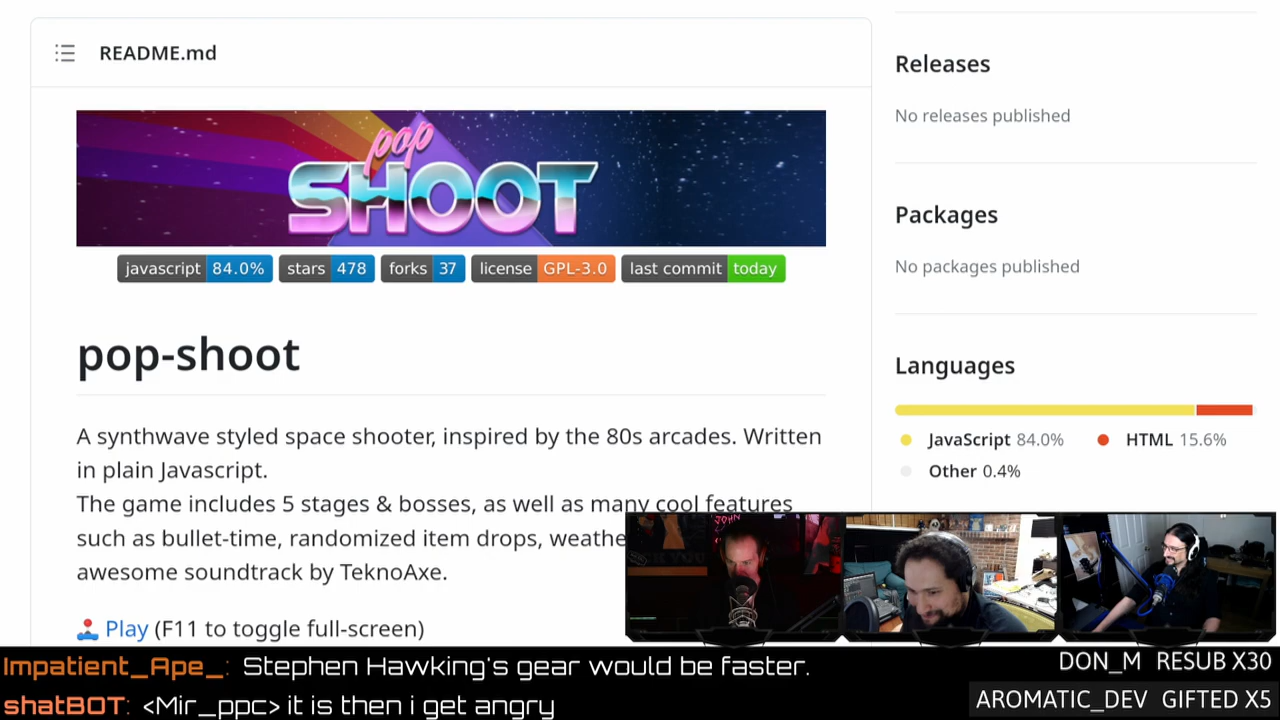 README.md
pop
SHOOT
javascript 84.0% stars 478 forks 37 license GPL-3.0 last commit today
pop-shoot
A synthwave styled space shooter, inspired by the 80s arcades. Written
in plain Javascript.
The game includes 5 stages & bosses, as well as many cool features
such as bullet-time, randomized item drops, weathe
awesome soundtrack by TeknoAxe.
Play (F11 to toggle full-screen)
Releases
No releases published
Packages
No packages published
Languages
JavaScript 84.0% HTML 15.6%
Other 0.4%
JOHN
Impatient_Ape_: Stephen Hawking's gear would be faster.
shatBOT: <Mir_ppc> it is then i get angry
DON_M RESUB X30
AROMATIC_DEV GIFTED X5